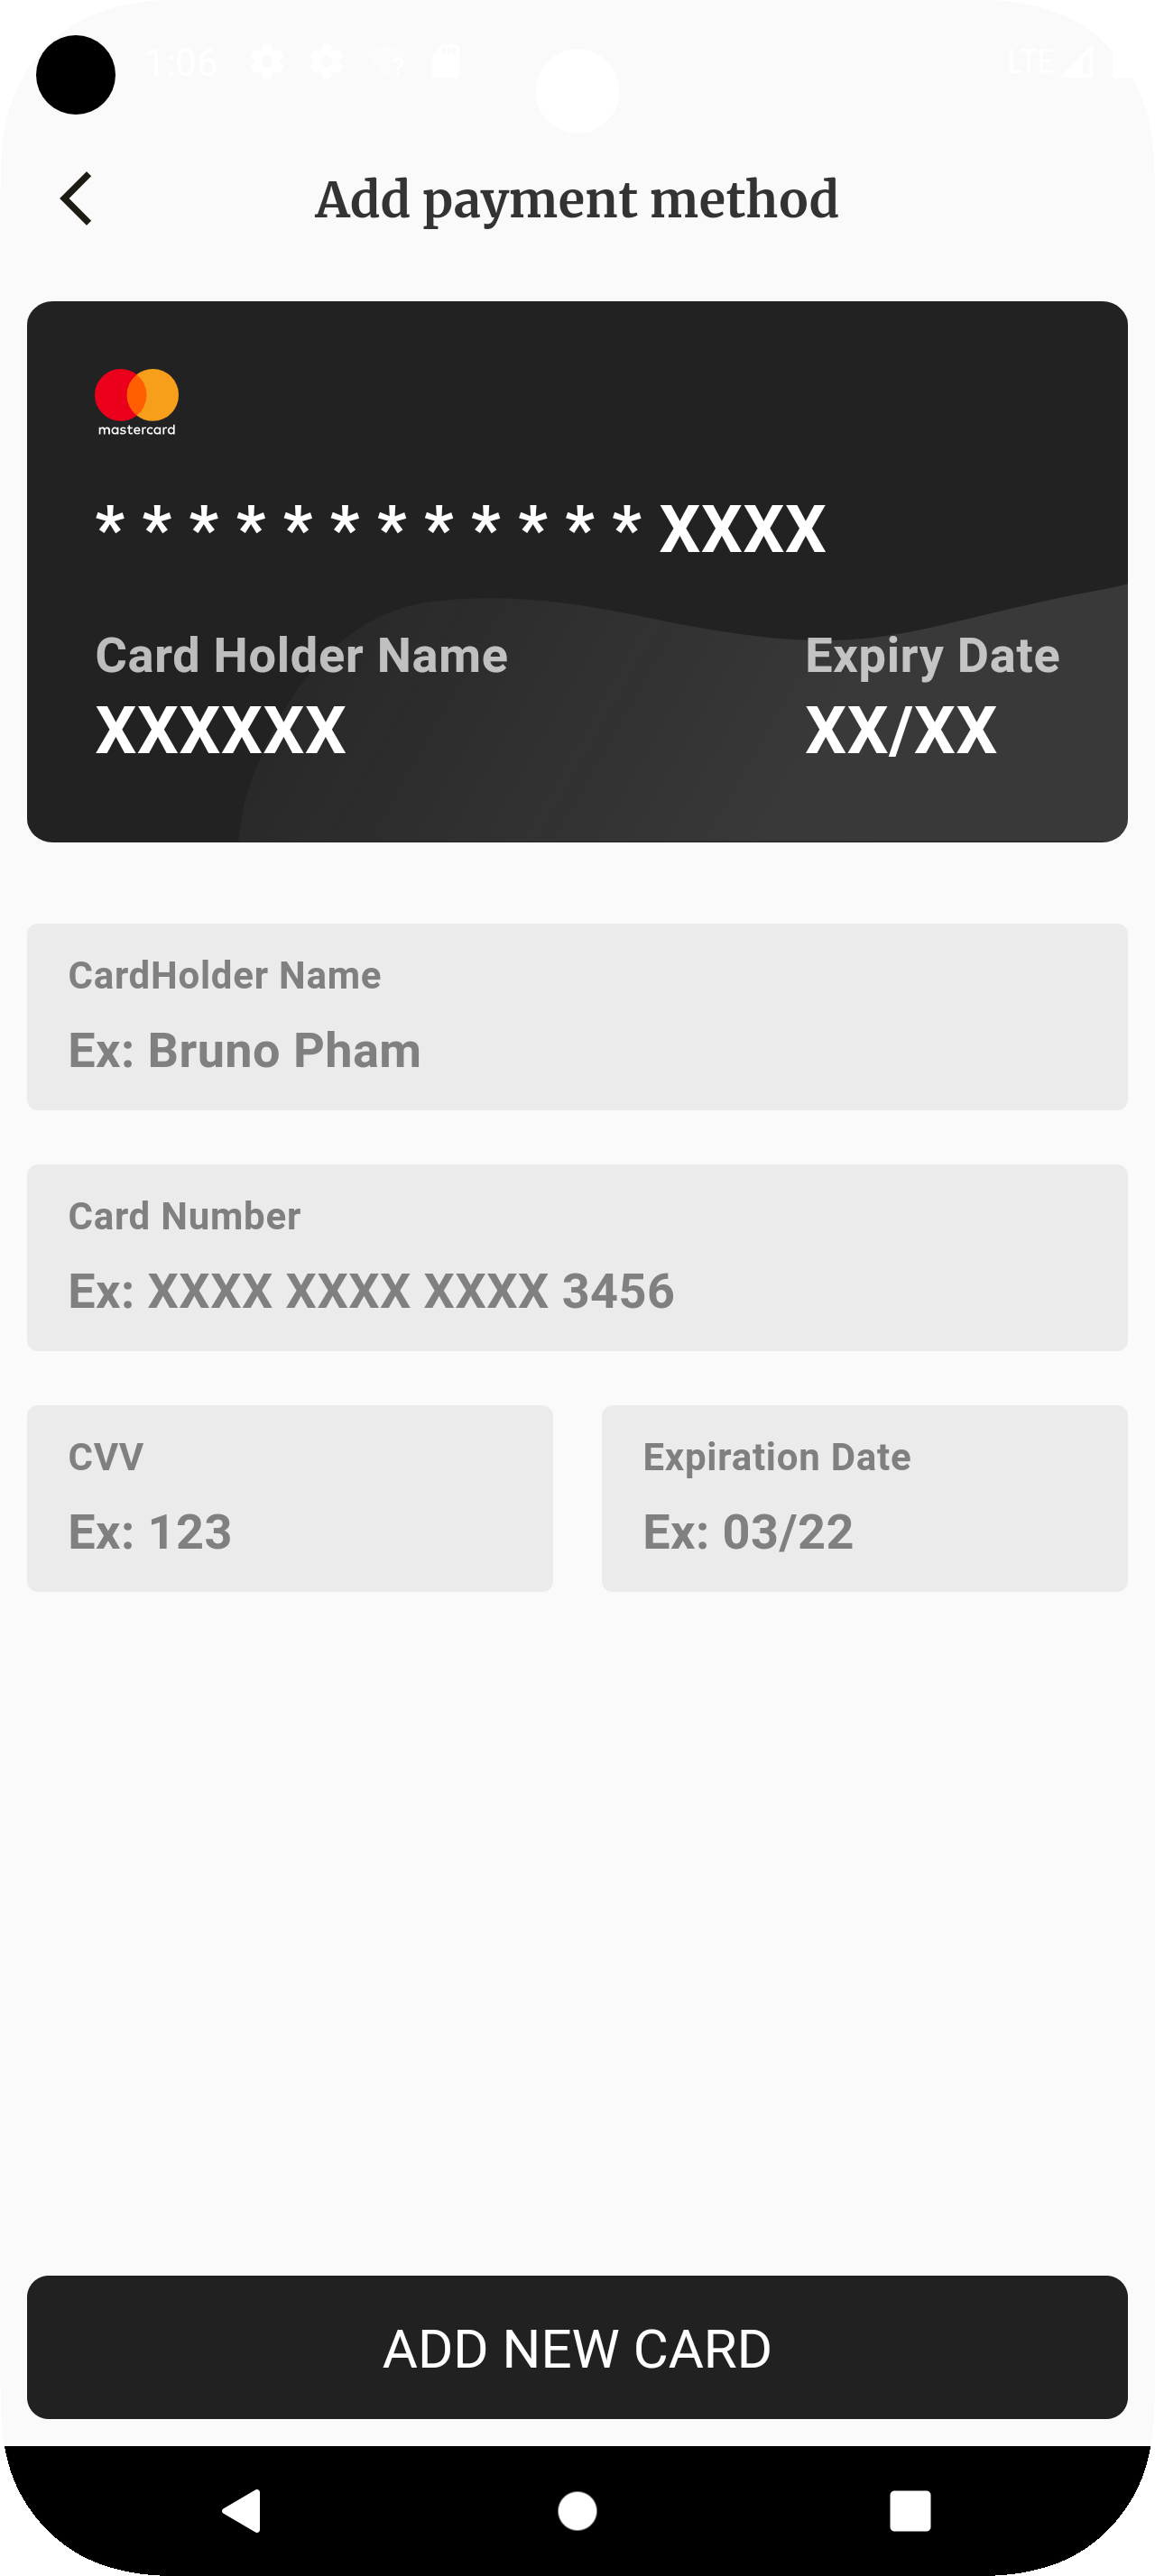 1:06 ? LTE
Add payment method
mastercard
* * * * * * * * * * * * XXXX
Card Holder Name Expiry Date
XXXXXX XX/XX
CardHolder Name
Ex: Bruno Pham
Card Number
Ex: XXXX XXXX XXXX 3456
CVV Expiration Date
Ex: 123 Ex: 03/22
ADD NEW CARD